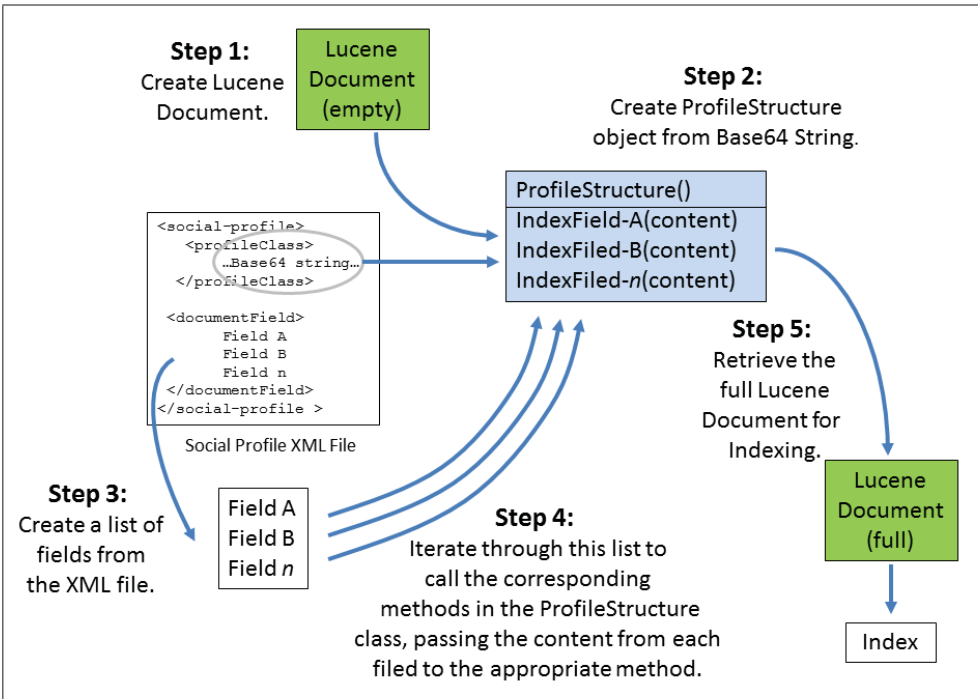 Step 1:
Create Lucene
Document.
Lucene
Document
(empty)
Step 2:
Create ProfileStructure
object from Base64 String.
ProfileStructure()
IndexField-A(content)
IndexFiled-B(content)
IndexFiled-n(content)
<social-profile>
<profileClass>
…Base64 string…
</profileClass>
<documentField>
Field A
Field B
Field n
</documentField>
</social-profile >
Social Profile XML File
Step 3:
Create a list of
fields from
the XML file.
Field A
Field B
Field n
Step 4:
Iterate through this list to
call the corresponding
methods in the ProfileStructure
class, passing the content from each
filed to the appropriate method.
Step 5:
Retrieve the
full Lucene
Document for
Indexing.
Lucene
Document
(full)
Index